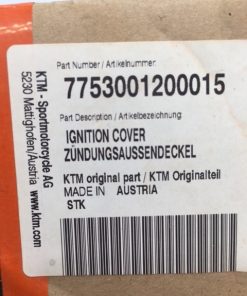 KTM - Sportmotorcycle AG
5230 Mattighofen/Austria
www.ktm.com
Part Number / Artikelnummer:
7753001200015
Part Description / Artikelbezeichnung:
IGNITION COVER
ZÜNDUNGSAUSSENDECKEL
KTM original part / KTM Originalteil
MADE IN AUSTRIA
STK